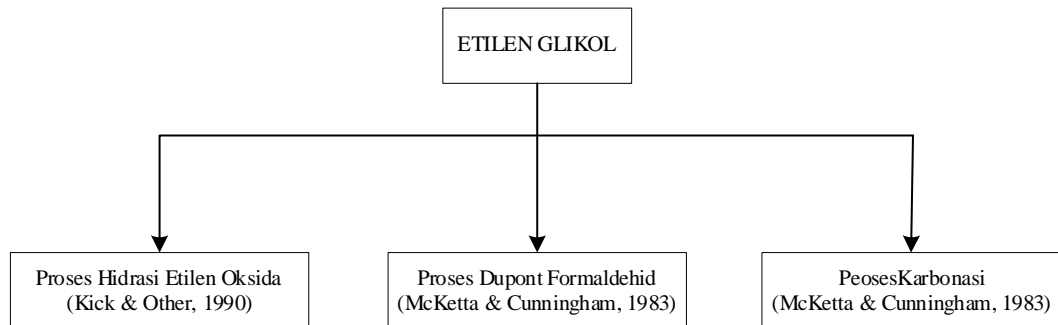 ETILEN GLIKOL
Proses Hidrasi Etilen Oksida
(Kick & Other, 1990)
Proses Dupont Formaldehid
(McKetta & Cunningham, 1983)
PeosesKarbonasi
(McKetta & Cunningham, 1983)